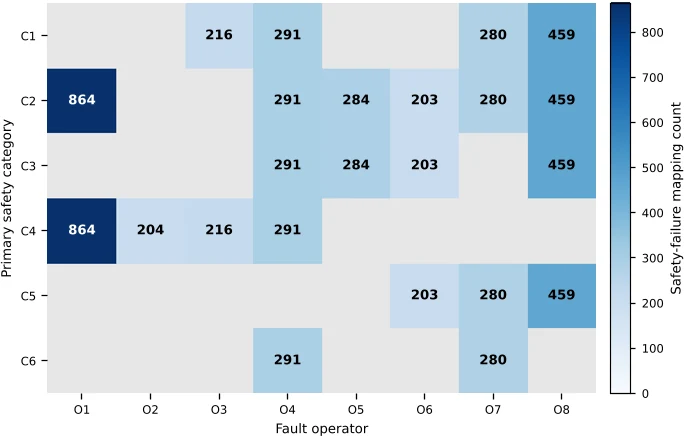 C1 216 291 280 459
C2 864 291 284 203 280 459
C3 291 284 203 459
C4 864 204 216 291
C5 203 280 459
C6 291 280
O1 O2 O3 O4 O5 O6 O7 O8
Fault operator
Primary safety category
800
700
600
500
400
300
200
100
0
Safety-failure mapping count